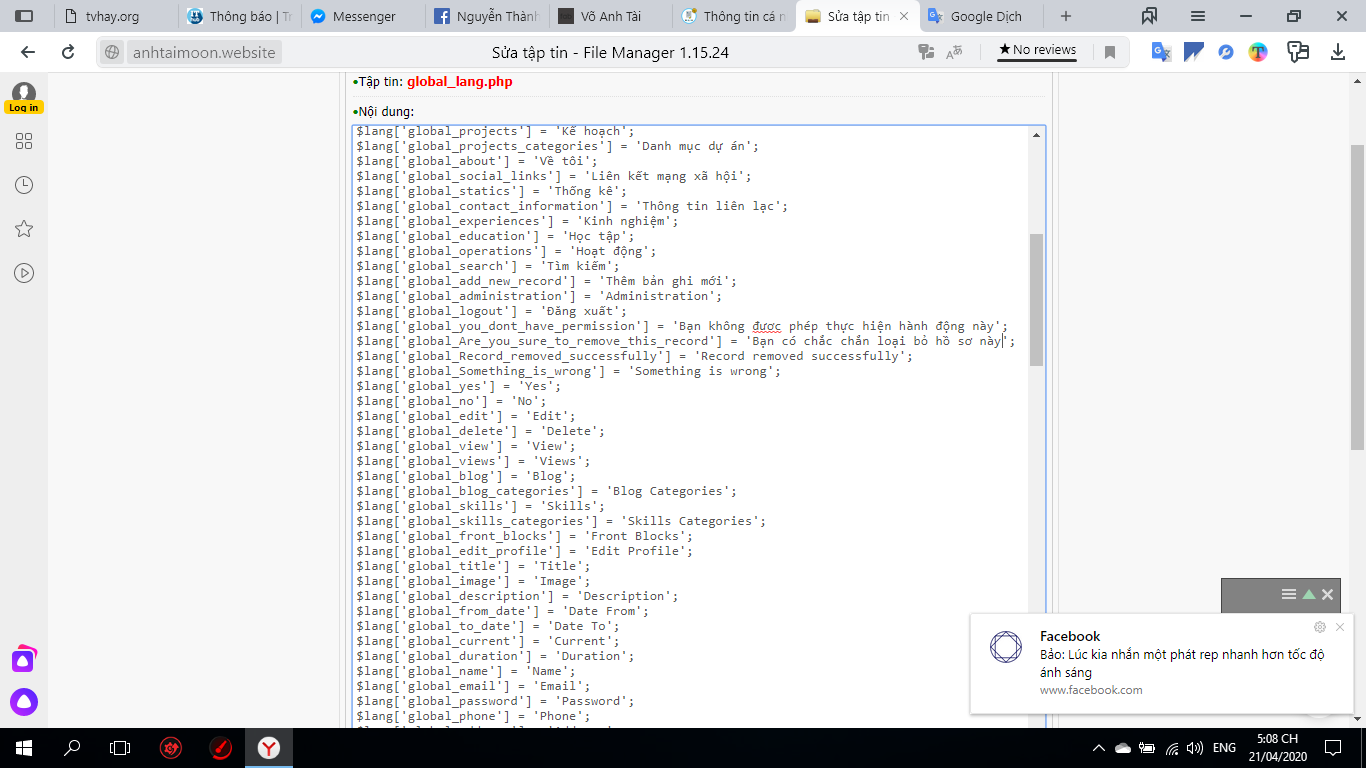 tvhay.org
Thông báo | Tr
Messenger
Nguyễn Thành
Võ Anh Tài
Thông tin cá n
Sửa tập tin
Google Dịch
anhtaimoon.website
Sửa tập tin - File Manager 1.15.24
★No reviews
Log in
•Tập tin: global_lang.php
•Nội dung:
$lang['global_projects'] = 'Kế hoạch';
$lang['global_projects_categories'] = 'Danh mục dự án';
$lang['global_about'] = 'Về tôi';
$lang['global_social_links'] = 'Liên kết mạng xã hội';
$lang['global_statics'] = 'Thống kê';
$lang['global_contact_information'] = 'Thông tin liên lạc';
$lang['global_experiences'] = 'Kinh nghiệm';
$lang['global_education'] = 'Học tập';
$lang['global_operations'] = 'Hoạt động';
$lang['global_search'] = 'Tìm kiếm';
$lang['global_add_new_record'] = 'Thêm bản ghi mới';
$lang['global_administration'] = 'Administration';
$lang['global_logout'] = 'Đăng xuất';
$lang['global_you_dont_have_permission'] = 'Bạn không đươc phép thực hiện hành động này';
$lang['global_Are_you_sure_to_remove_this_record'] = 'Bạn có chắc chắn loại bỏ hồ sơ này';
$lang['global_Record_removed_successfully'] = 'Record removed successfully';
$lang['global_Something_is_wrong'] = 'Something is wrong';
$lang['global_yes'] = 'Yes';
$lang['global_no'] = 'No';
$lang['global_edit'] = 'Edit';
$lang['global_delete'] = 'Delete';
$lang['global_view'] = 'View';
$lang['global_views'] = 'Views';
$lang['global_blog'] = 'Blog';
$lang['global_blog_categories'] = 'Blog Categories';
$lang['global_skills'] = 'Skills';
$lang['global_skills_categories'] = 'Skills Categories';
$lang['global_front_blocks'] = 'Front Blocks';
$lang['global_edit_profile'] = 'Edit Profile';
$lang['global_title'] = 'Title';
$lang['global_image'] = 'Image';
$lang['global_description'] = 'Description';
$lang['global_from_date'] = 'Date From';
$lang['global_to_date'] = 'Date To';
$lang['global_current'] = 'Current';
$lang['global_duration'] = 'Duration';
$lang['global_name'] = 'Name';
$lang['global_email'] = 'Email';
$lang['global_password'] = 'Password';
$lang['global_phone'] = 'Phone';
Facebook
Bảo: Lúc kia nhắn một phát rep nhanh hơn tốc độ
ánh sáng
www.facebook.com
ENG
5:08 CH
21/04/2020